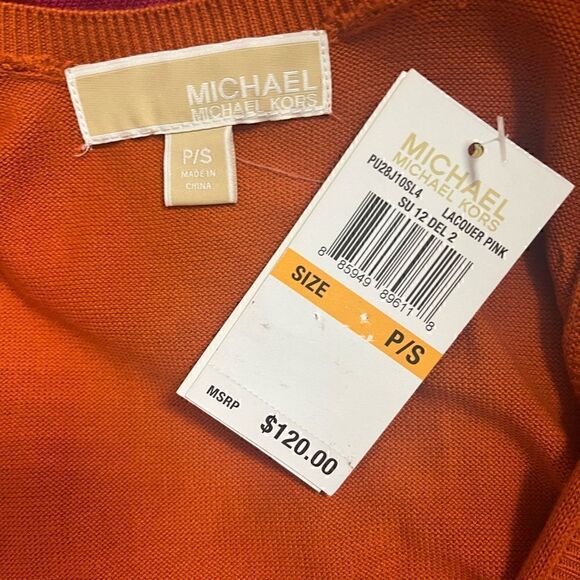 MICHAEL
MICHAEL KORS
P/S
MADE IN
CHINA
MICHAEL
MICHAEL KORS
PU28J10SL4 LACQUER PINK
SU 12 DEL 2
8 85949 89611 8
SIZE P/S
MSRP $120.00